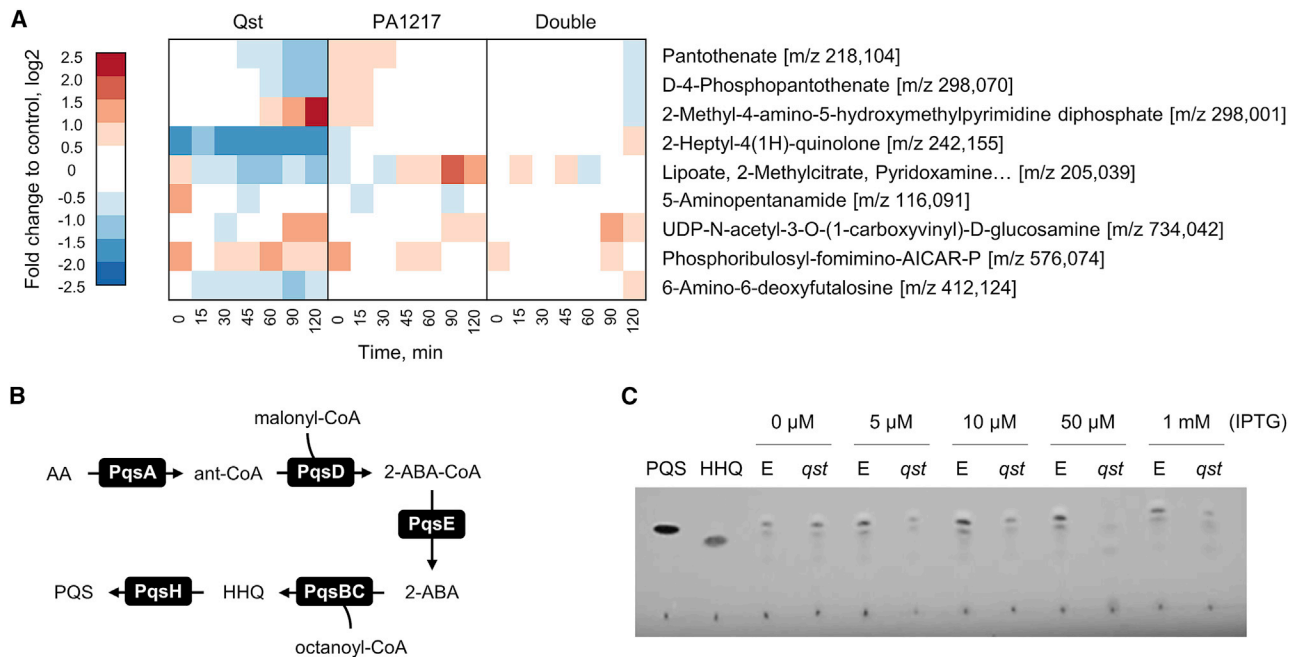 A
Qst PA1217 Double
Fold change to control, log2
2.5
2.0
1.5
1.0
0.5
0
-0.5
-1.0
-1.5
-2.0
-2.5
Pantothenate [m/z 218,104]
D-4-Phosphopantothenate [m/z 298,070]
2-Methyl-4-amino-5-hydroxymethylpyrimidine diphosphate [m/z 298,001]
2-Heptyl-4(1H)-quinolone [m/z 242,155]
Lipoate, 2-Methylcitrate, Pyridoxamine... [m/z 205,039]
5-Aminopentanamide [m/z 116,091]
UDP-N-acetyl-3-O-(1-carboxyvinyl)-D-glucosamine [m/z 734,042]
Phosphoribulosyl-fomimino-AICAR-P [m/z 576,074]
6-Amino-6-deoxyfutalosine [m/z 412,124]
0 15 30 45 60 90 120 0 15 30 45 60 90 120 0 15 30 45 60 90 120
Time, min
B
malonyl-CoA
AA PqsA ant-CoA PqsD 2-ABA-CoA
PqsE
PQS PqsH HHQ PqsBC 2-ABA
octanoyl-CoA
C
0 µM 5 µM 10 µM 50 µM 1 mM (IPTG)
PQS HHQ E qst E qst E qst E qst E qst